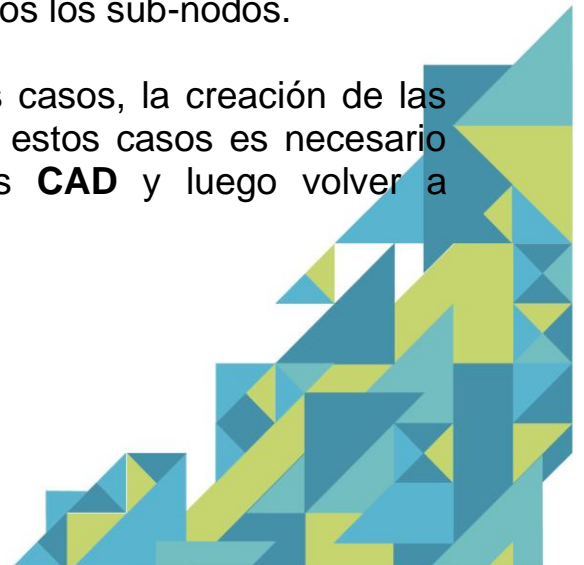 os los sub-nodos.
s casos, la creación de las
estos casos es necesario
s CAD y luego volver a